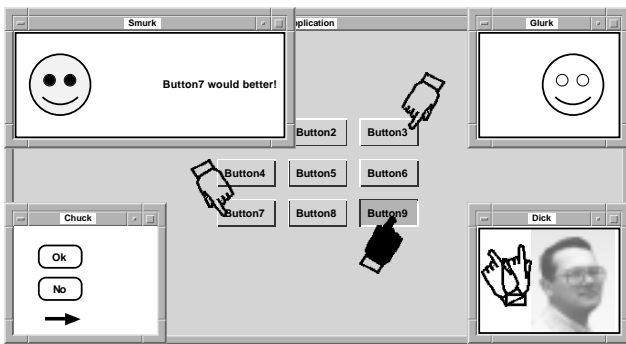 Smurk
plication
Glurk
Button7 would better!
Button2
Button3
Button4
Button5
Button6
Button7
Button8
Button9
Chuck
Ok
No
Dick